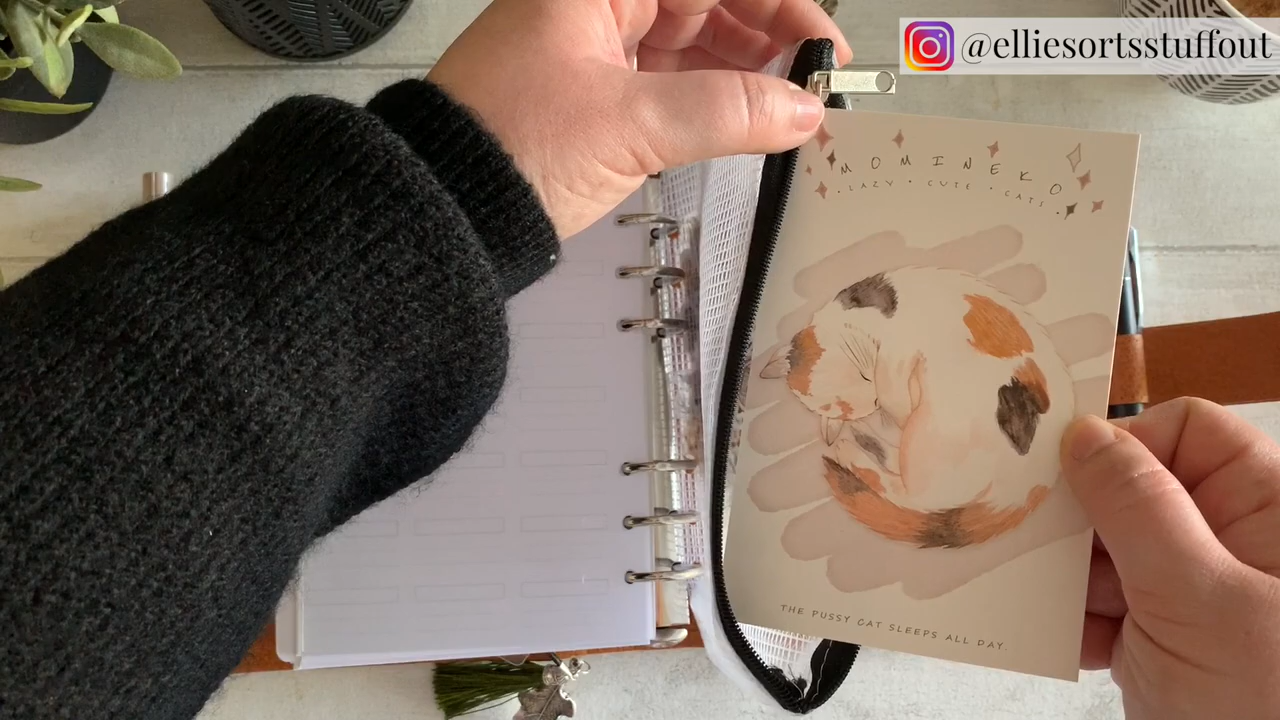 @elliesortsstuffout
MOMINEKO
• LAZY • CUTE • CATS •
THE PUSSY CAT SLEEPS ALL DAY.